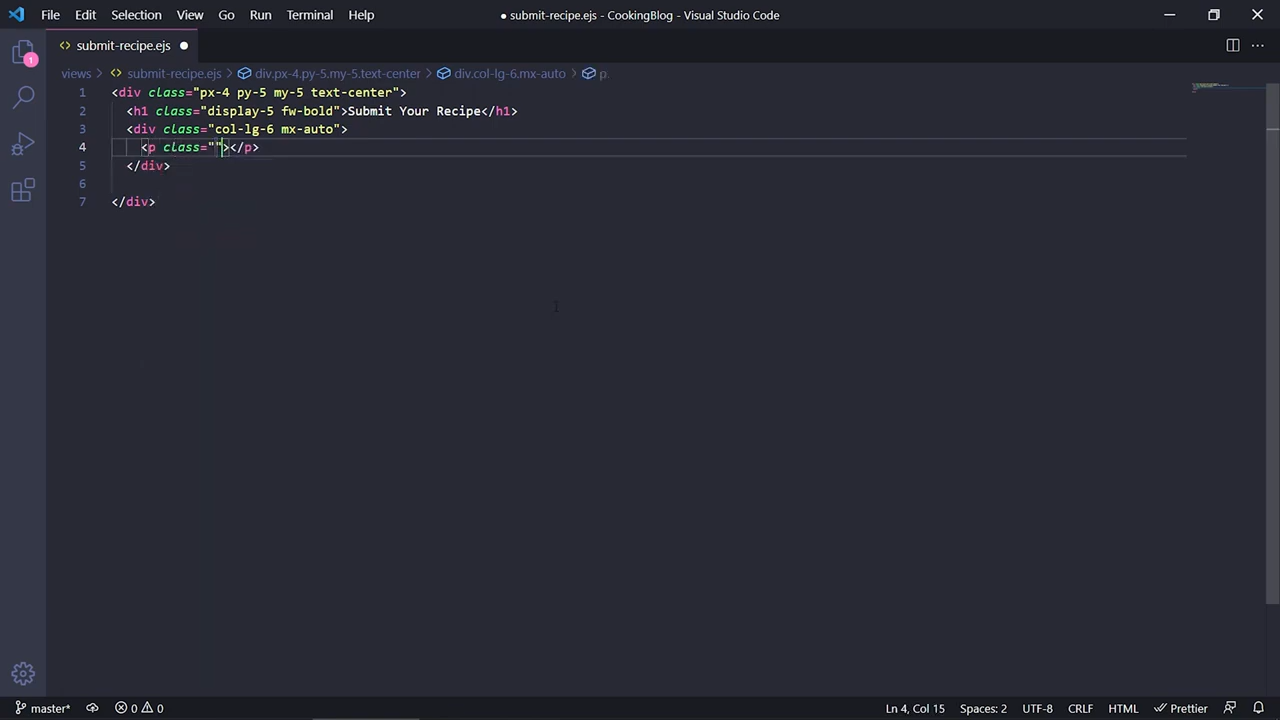 File Edit Selection View Go Run Terminal Help
● submit-recipe.ejs - CookingBlog - Visual Studio Code
submit-recipe.ejs
views > submit-recipe.ejs > div.px-4.py-5.my-5.text-center > div.col-lg-6.mx-auto > p.
1 <div class="px-4 py-5 my-5 text-center">
2 <h1 class="display-5 fw-bold">Submit Your Recipe</h1>
3 <div class="col-lg-6 mx-auto">
4 <p class=""></p>
5 </div>
6
7 </div>
1
master* 0 0 Ln 4, Col 15 Spaces: 2 UTF-8 CRLF HTML Prettier